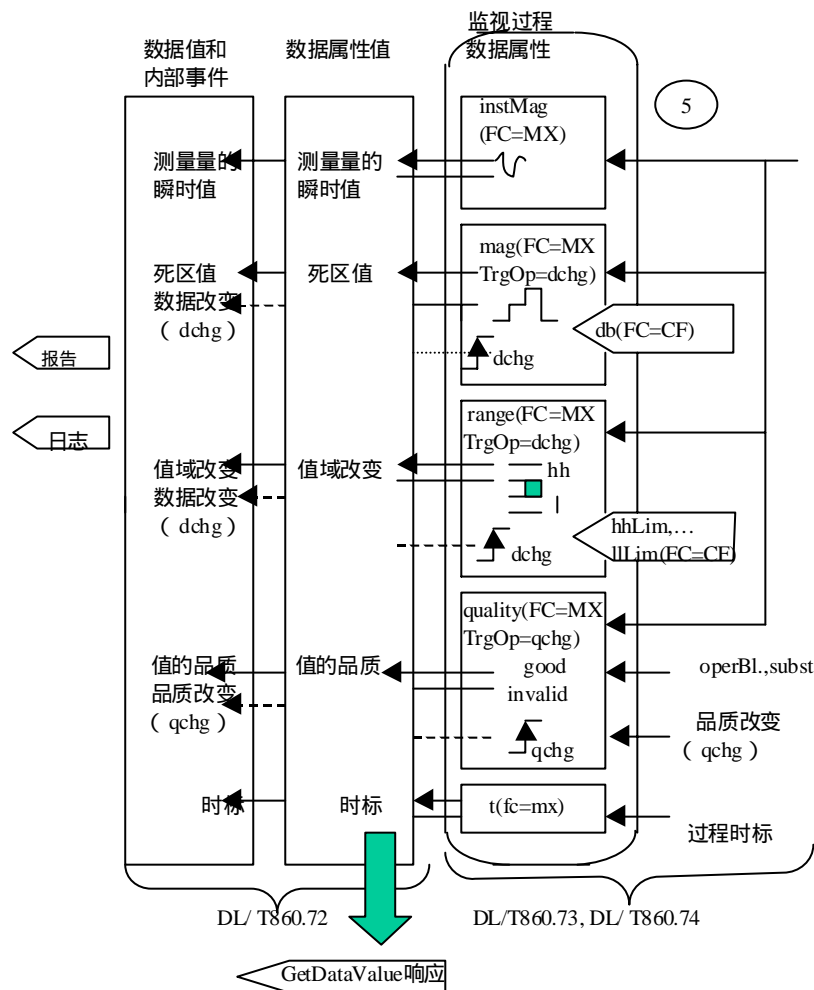 监视过程
数据值和
内部事件
数据属性值
数据属性
5
instMag
(FC=MX)
测量量的
瞬时值
测量量的
瞬时值
mag(FC=MX
TrgOp=dchg)
死区值
数据改变
（dchg）
死区值
db(FC=CF)
dchg
报告
日志
range(FC=MX
TrgOp=dchg)
值域改变
数据改变
（dchg）
值域改变
hh
l
hhLim,…
llLim(FC=CF)
dchg
quality(FC=MX
TrgOp=qchg)
值的品质
品质改变
（qchg）
值的品质
good
invalid
operBl.,subst
qchg
品质改变
（qchg）
时标
时标
t(fc=mx)
过程时标
DL/ T860.72
DL/T860.73, DL/ T860.74
GetDataValue响应